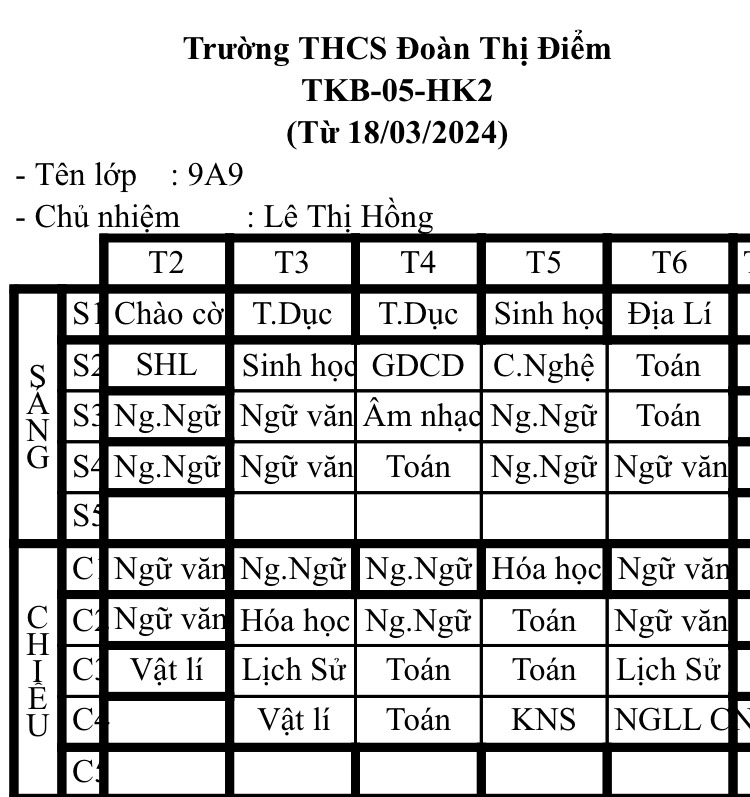 Trường THCS Đoàn Thị Điểm
TKB-05-HK2
(Từ 18/03/2024)
- Tên lớp : 9A9
- Chủ nhiệm : Lê Thị Hồng
T2 T3 T4 T5 T6
SÁNG
S1 Chào cờ T.Dục T.Dục Sinh học Địa Lí
S2 SHL Sinh học GDCD C.Nghệ Toán
S3 Ng.Ngữ Ngữ văn Âm nhạc Ng.Ngữ Toán
S4 Ng.Ngữ Ngữ văn Toán Ng.Ngữ Ngữ văn
S5
CHIỀU
C1 Ngữ văn Ng.Ngữ Ng.Ngữ Hóa học Ngữ văn
C2 Ngữ văn Hóa học Ng.Ngữ Toán Ngữ văn
C3 Vật lí Lịch Sử Toán Toán Lịch Sử
C4 Vật lí Toán KNS NGLL CN
C5